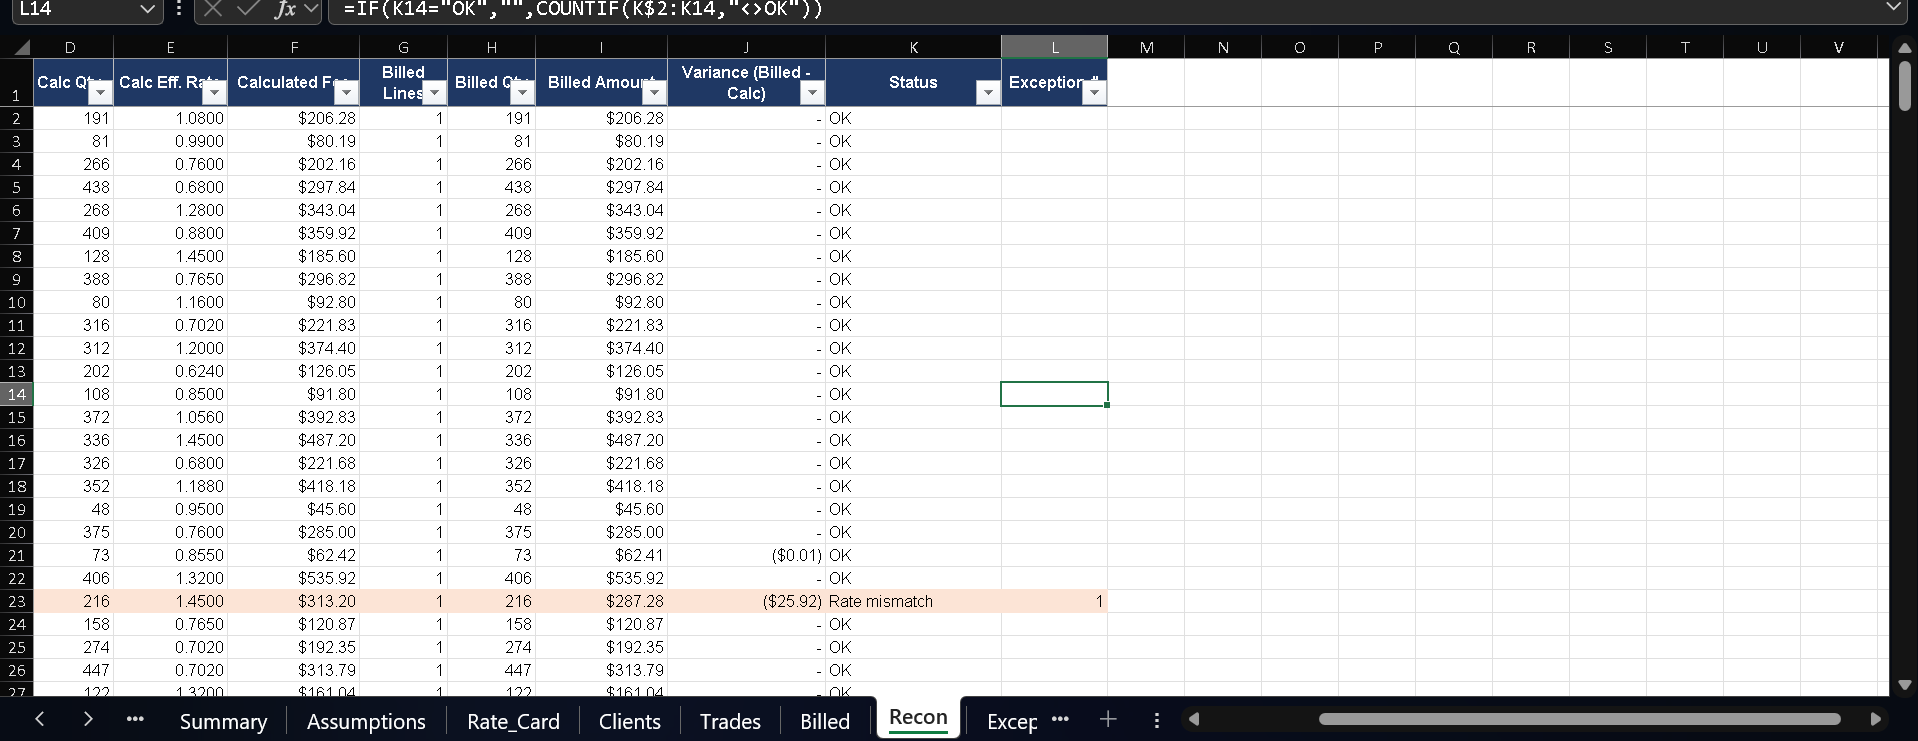 L14 fx =IF(K14="OK","",COUNTIF(K$2:K14,"<>OK"))
D E F G H I J K L M N O P Q R S T U V
1 Calc Qt Calc Eff. Ra Calculated F Billed Lines Billed Q Billed Amou Variance (Billed - Calc) Status Exception #
2 191 1.0800 $206.28 1 191 $206.28 - OK
3 81 0.9900 $80.19 1 81 $80.19 - OK
4 266 0.7600 $202.16 1 266 $202.16 - OK
5 438 0.6800 $297.84 1 438 $297.84 - OK
6 268 1.2800 $343.04 1 268 $343.04 - OK
7 409 0.8800 $359.92 1 409 $359.92 - OK
8 128 1.4500 $185.60 1 128 $185.60 - OK
9 388 0.7650 $296.82 1 388 $296.82 - OK
10 80 1.1600 $92.80 1 80 $92.80 - OK
11 316 0.7020 $221.83 1 316 $221.83 - OK
12 312 1.2000 $374.40 1 312 $374.40 - OK
13 202 0.6240 $126.05 1 202 $126.05 - OK
14 108 0.8500 $91.80 1 108 $91.80 - OK
15 372 1.0560 $392.83 1 372 $392.83 - OK
16 336 1.4500 $487.20 1 336 $487.20 - OK
17 326 0.6800 $221.68 1 326 $221.68 - OK
18 352 1.1880 $418.18 1 352 $418.18 - OK
19 48 0.9500 $45.60 1 48 $45.60 - OK
20 375 0.7600 $285.00 1 375 $285.00 - OK
21 73 0.8550 $62.42 1 73 $62.41 ($0.01) OK
22 406 1.3200 $535.92 1 406 $535.92 - OK
23 216 1.4500 $313.20 1 216 $287.28 ($25.92) Rate mismatch 1
24 158 0.7650 $120.87 1 158 $120.87 - OK
25 274 0.7020 $192.35 1 274 $192.35 - OK
26 447 0.7020 $313.79 1 447 $313.79 - OK
27 122 1.3200 $161.04 1 122 $161.04 - OK
Summary Assumptions Rate_Card Clients Trades Billed Recon Excep